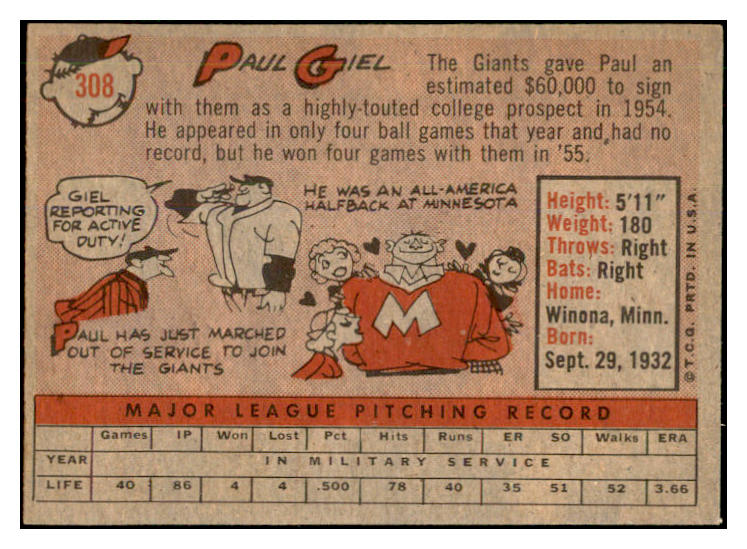 308
PAUL GIEL
The Giants gave Paul an
estimated $60,000 to sign
with them as a highly-touted college prospect in 1954.
He appeared in only four ball games that year and had no
record, but he won four games with them in '55.
GIEL
REPORTING
FOR ACTIVE
DUTY!
HE WAS AN ALL-AMERICA
HALFBACK AT MINNESOTA
M
PAUL HAS JUST MARCHED
OUT OF SERVICE TO JOIN
THE GIANTS
Height: 5'11"
Weight: 180
Throws: Right
Bats: Right
Home:
Winona, Minn.
Born:
Sept. 29, 1932
© T.C.G. PRTD. IN U.S.A.
MAJOR LEAGUE PITCHING RECORD
Games IP Won Lost Pct Hits Runs ER SO Walks ERA
YEAR IN MILITARY SERVICE
LIFE 40 86 4 4 .500 78 40 35 51 52 3.66